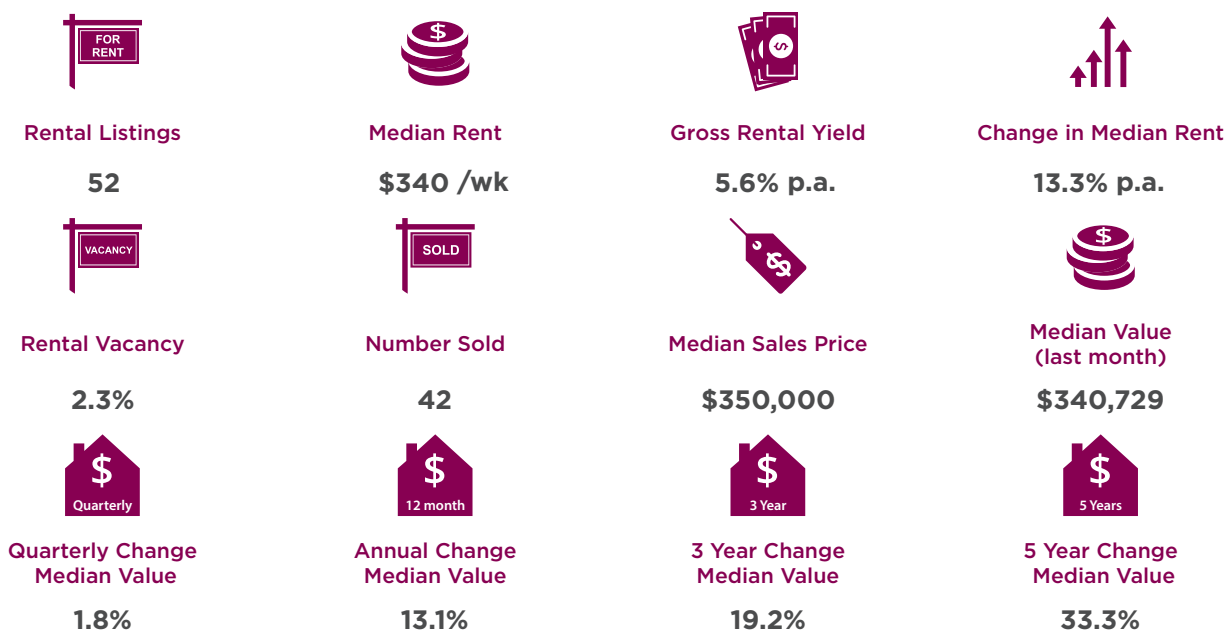 FOR
RENT
$
$
Rental Listings
Median Rent
Gross Rental Yield
Change in Median Rent
52
$340 /wk
5.6% p.a.
13.3% p.a.
VACANCY
SOLD
$
$
Rental Vacancy
Number Sold
Median Sales Price
Median Value
(last month)
2.3%
42
$350,000
$340,729
$
Quarterly
$
12 month
$
3 Year
$
5 Years
Quarterly Change
Median Value
Annual Change
Median Value
3 Year Change
Median Value
5 Year Change
Median Value
1.8%
13.1%
19.2%
33.3%